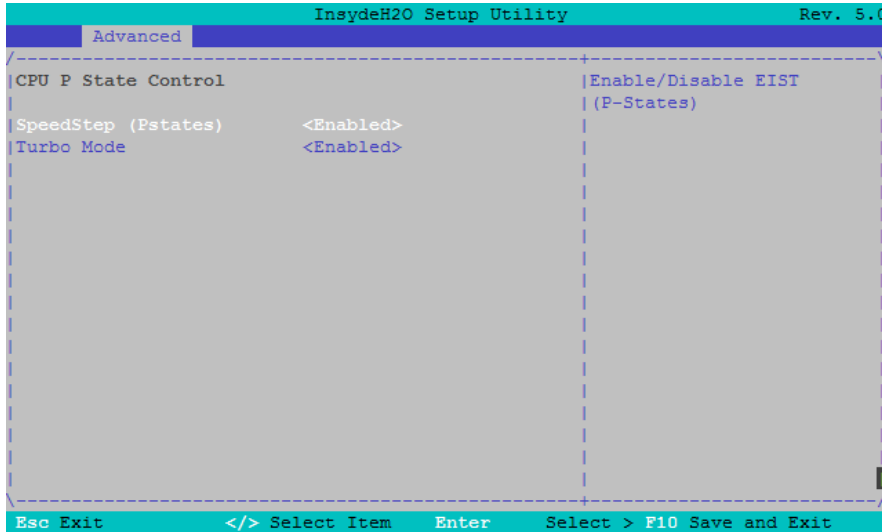 InsydeH2O Setup Utility Rev. 5.0
Advanced
CPU P State Control
Enable/Disable EIST
(P-States)
SpeedStep (Pstates) <Enabled>
Turbo Mode <Enabled>
Esc Exit </> Select Item Enter Select > F10 Save and Exit